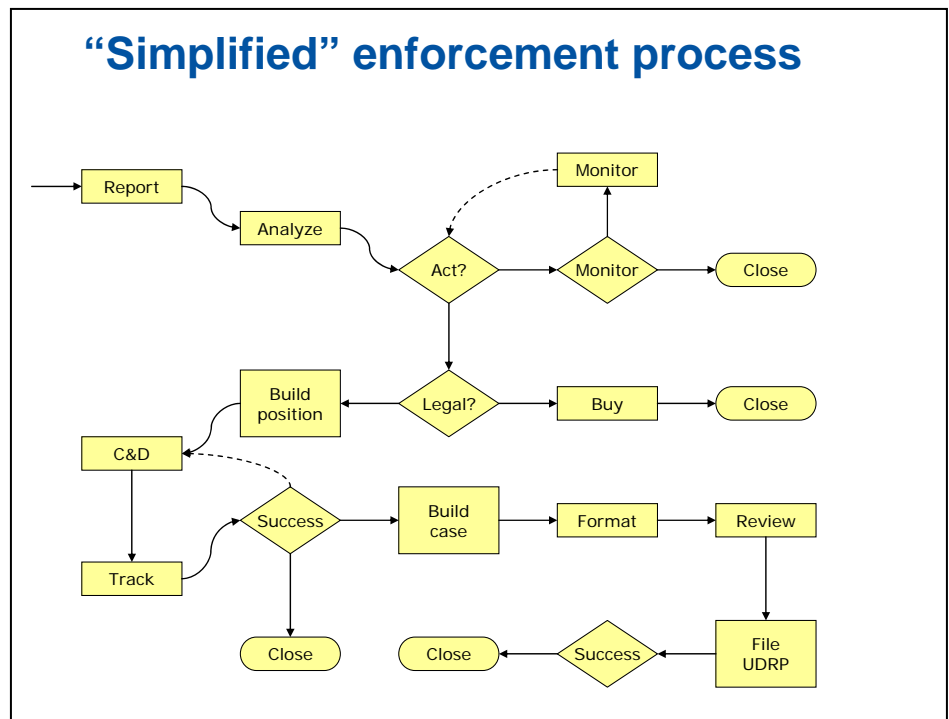 “Simplified” enforcement process
Monitor
Report
Analyze
Act?
Monitor
Close
Build
position
Legal?
Buy
Close
C&D
Success
Build
case
Format
Review
Track
Close
Close
Success
File
UDRP